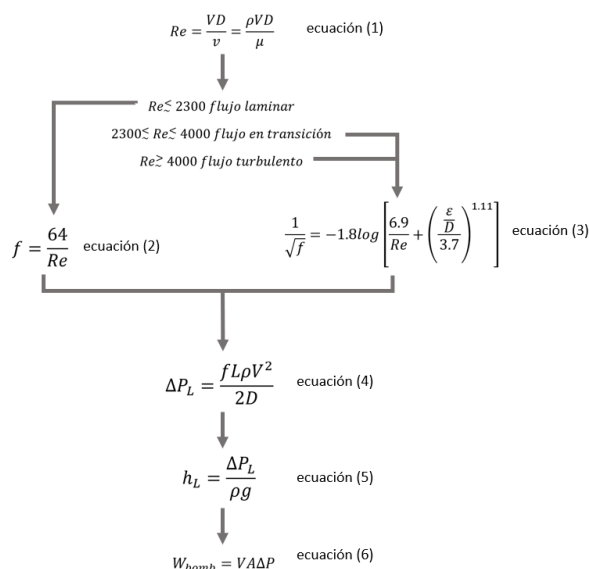 Re = VD/v = ρVD/μ ecuación (1)
Re≲ 2300 flujo laminar
2300≲ Re≲ 4000 flujo en transición
Re≳ 4000 flujo turbulento
f = 64/Re ecuación (2)
1/√f = −1.8log[6.9/Re + ((ε/D)/3.7)^1.11] ecuación (3)
ΔP_L = fLρV²/2D ecuación (4)
h_L = ΔP_L/ρg ecuación (5)
W_bomb = VAΔP ecuación (6)